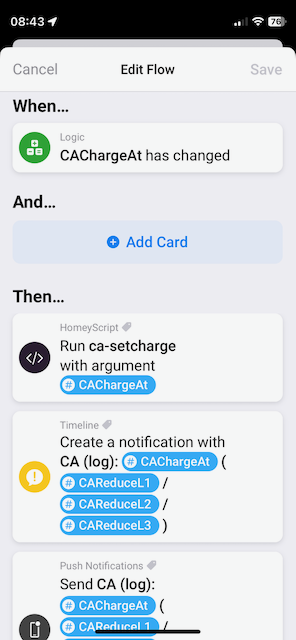 08:43
76
Cancel Edit Flow Save
When...
Logic
CAChargeAt has changed
And...
Add Card
Then...
HomeyScript
Run ca-setcharge
with argument
# CAChargeAt
Timeline
Create a notification with
CA (log): # CAChargeAt (
# CAReduceL1 /
# CAReduceL2 /
# CAReduceL3 )
Push Notifications
Send CA (log):
# CAChargeAt (
# CAReduceL1 /